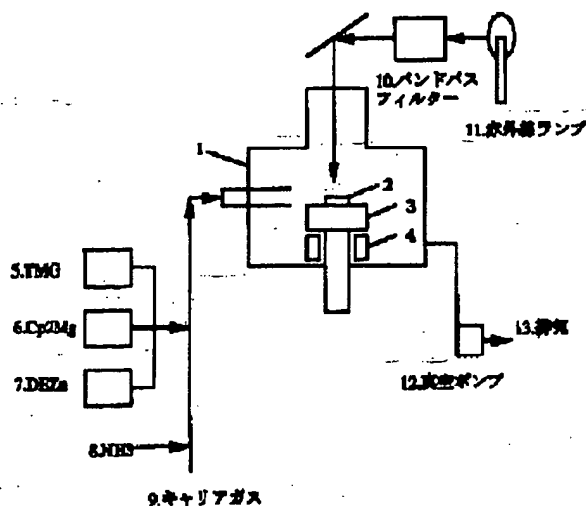 10.バンドパス
フィルター
11.赤外線ランプ
1
2
3
4
5.TMG
6.Cp2Mg
7.DEZn
8.NH3
9.キャリアガス
12.真空ポンプ
13.排気